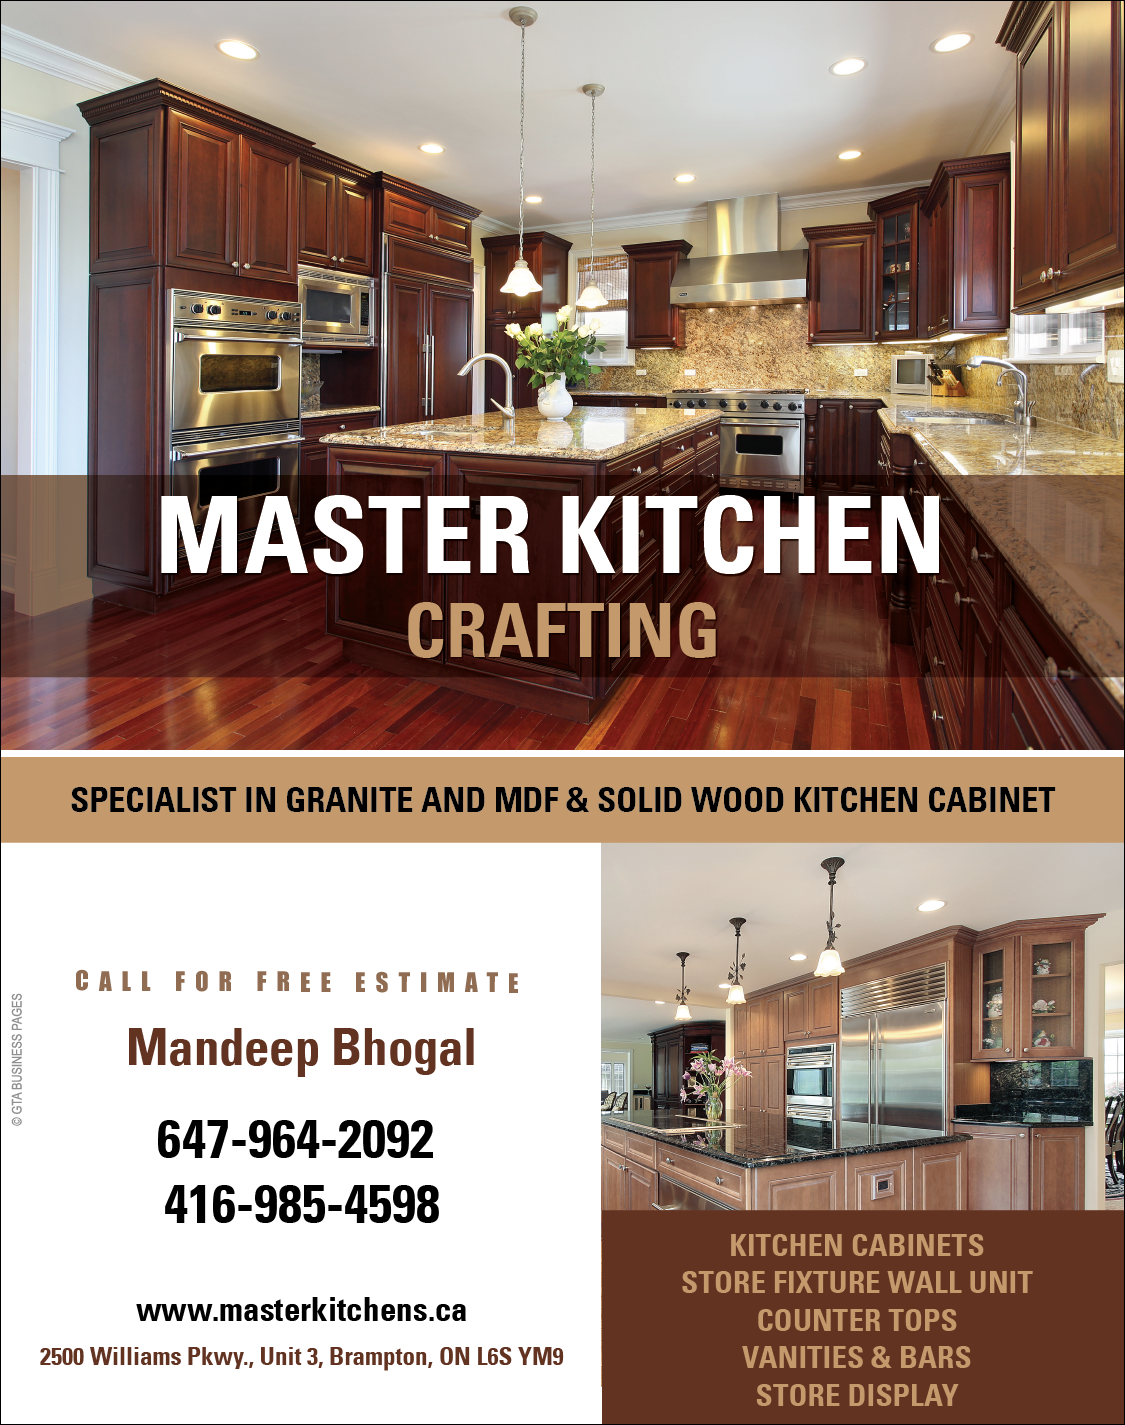 MASTER KITCHEN
CRAFTING
SPECIALIST IN GRANITE AND MDF & SOLID WOOD KITCHEN CABINET
CALL FOR FREE ESTIMATE
Mandeep Bhogal
647-964-2092
416-985-4598
www.masterkitchens.ca
2500 Williams Pkwy., Unit 3, Brampton, ON L6S YM9
© GTA BUSINESS PAGES
KITCHEN CABINETS
STORE FIXTURE WALL UNIT
COUNTER TOPS
VANITIES & BARS
STORE DISPLAY